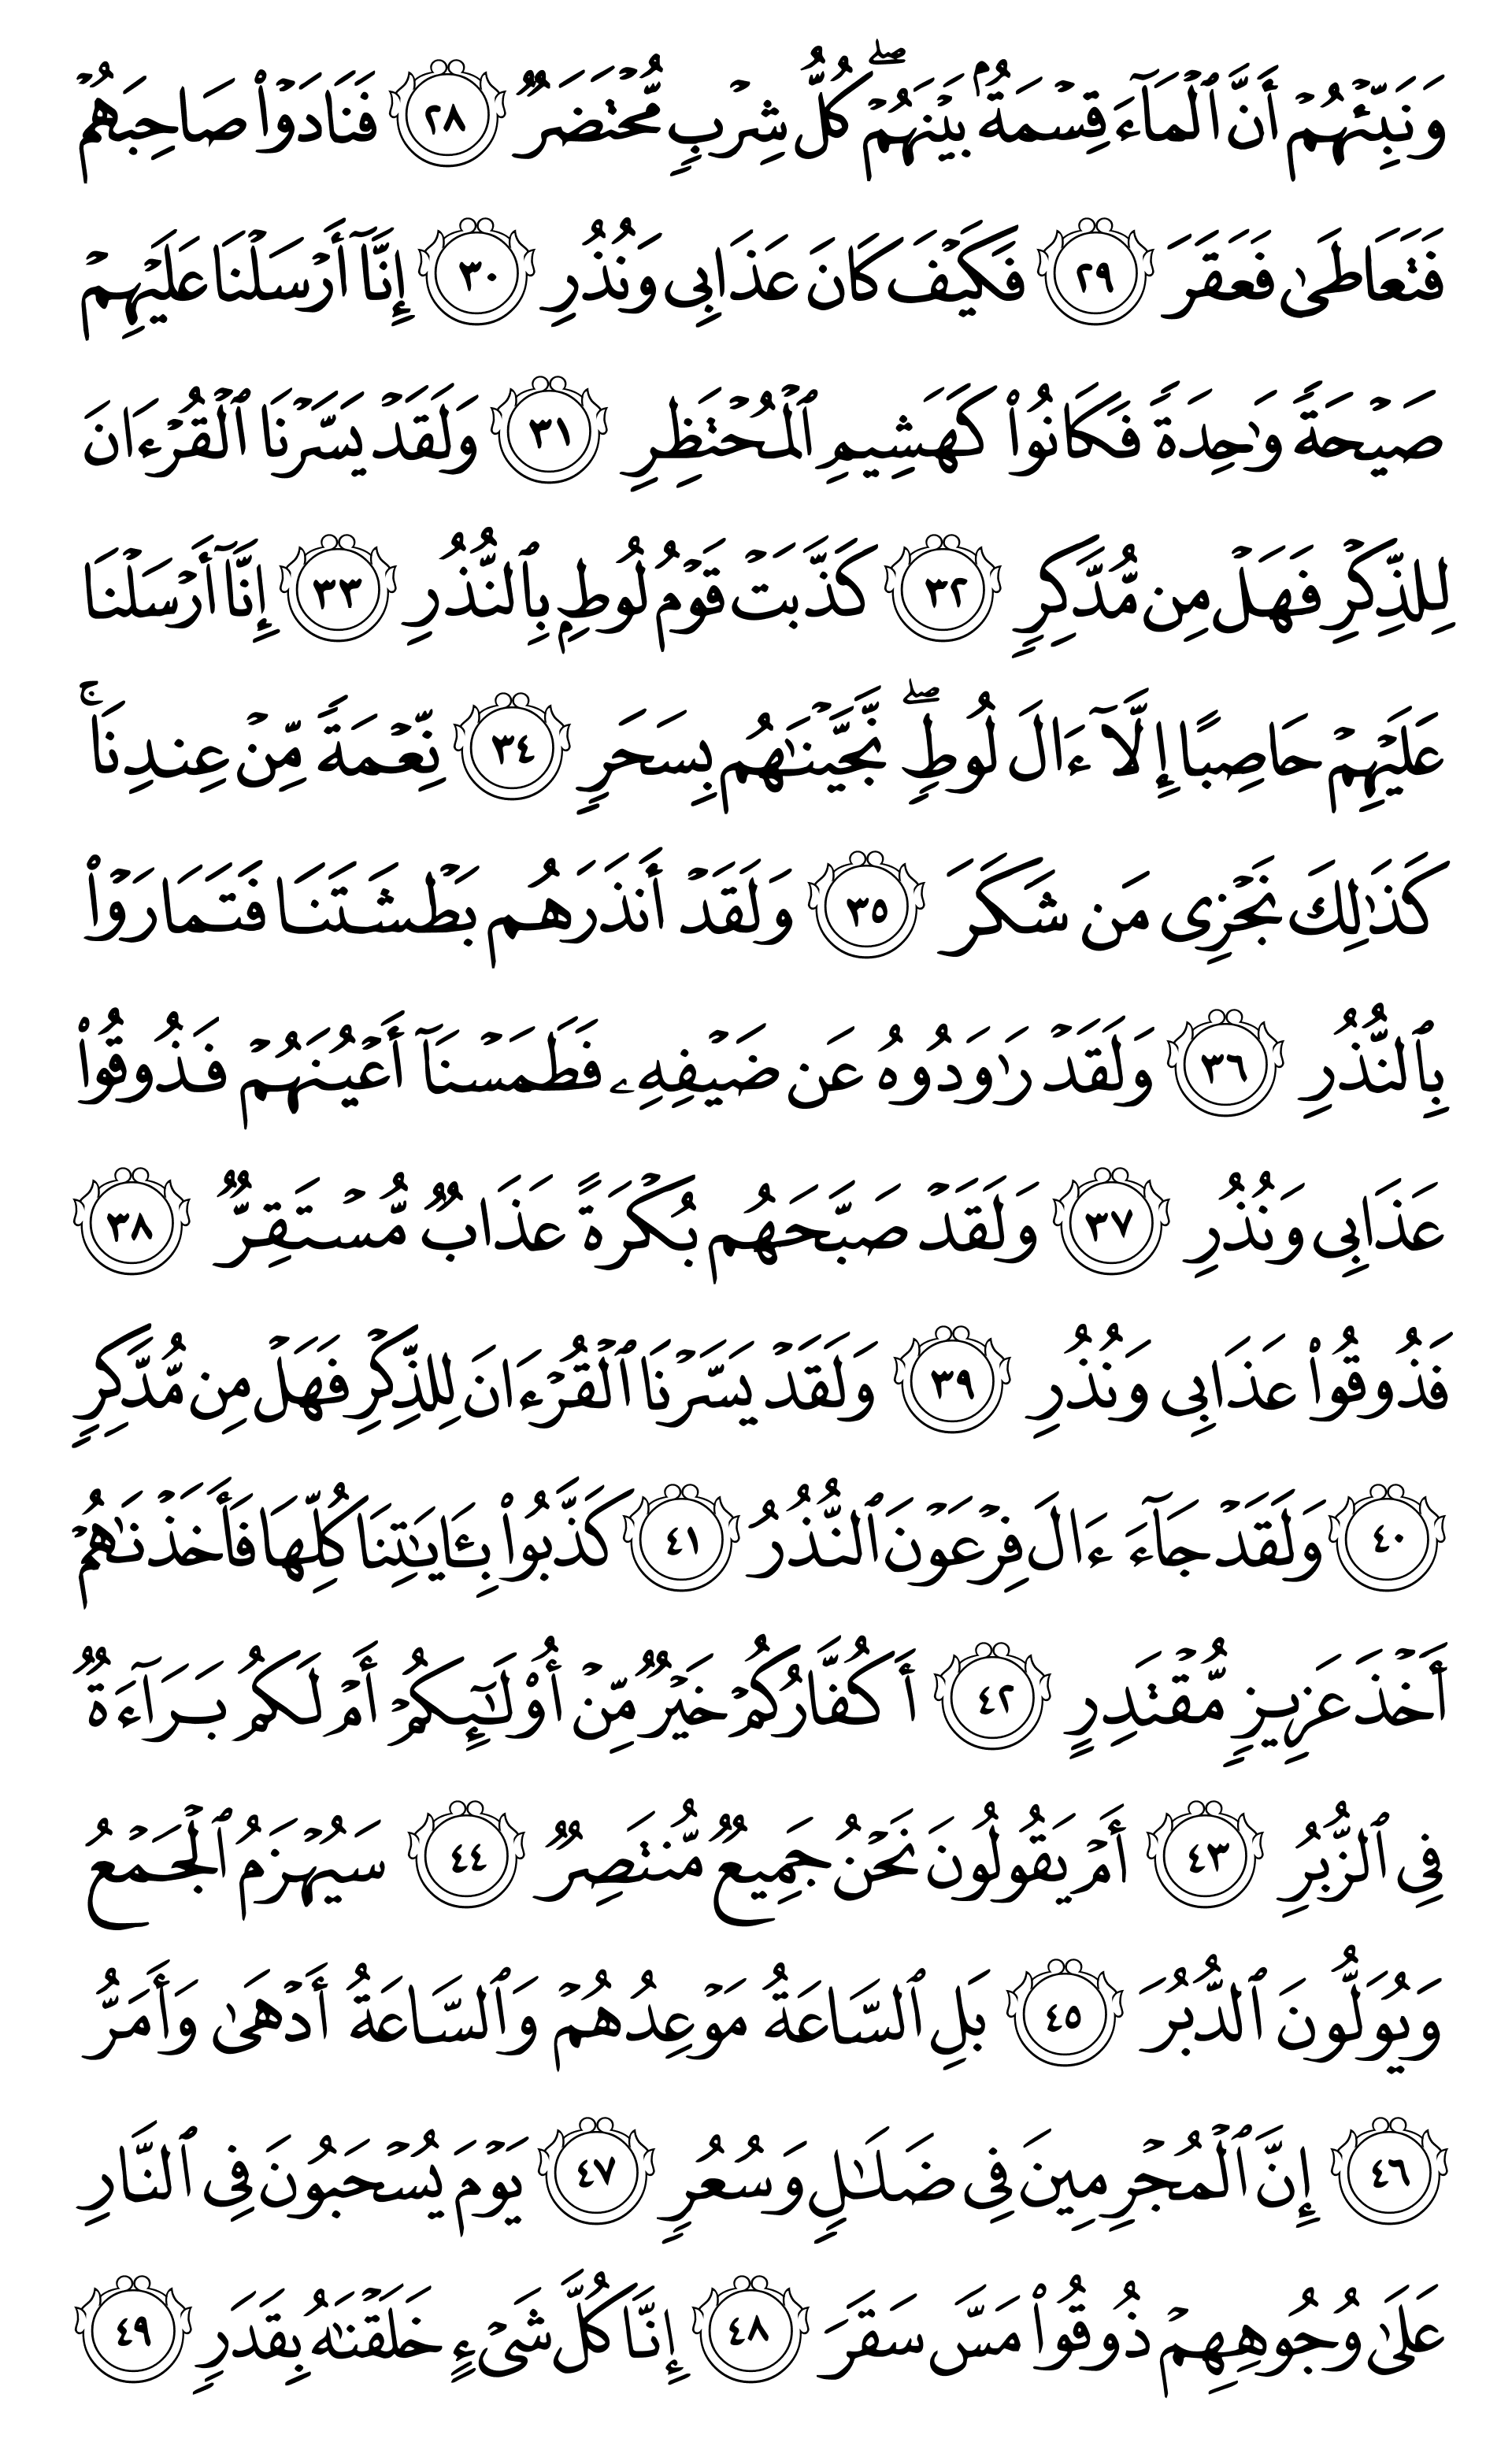 وَنَبِّئۡهُمۡ أَنَّ ٱلۡمَآءَ قِسۡمَةُۢ بَيۡنَهُمۡۖ كُلُّ شِرۡبٖ مُّحۡتَضَرٞ ٢٨ فَنَادَوۡاْ صَاحِبَهُمۡ
فَتَعَاطَىٰ فَعَقَرَ ٢٩ فَكَيۡفَ كَانَ عَذَابِي وَنُذُرِ ٣٠ إِنَّآ أَرۡسَلۡنَا عَلَيۡهِمۡ
صَيۡحَةٗ وَٰحِدَةٗ فَكَانُواْ كَهَشِيمِ ٱلۡمُحۡتَظِرِ ٣١ وَلَقَدۡ يَسَّرۡنَا ٱلۡقُرۡءَانَ
لِلذِّكۡرِ فَهَلۡ مِن مُّدَّكِرٖ ٣٢ كَذَّبَتۡ قَوۡمُ لُوطِۭ بِٱلنُّذُرِ ٣٣ إِنَّآ أَرۡسَلۡنَا
عَلَيۡهِمۡ حَاصِبًا إِلَّآ ءَالَ لُوطٖۖ نَّجَّيۡنَٰهُم بِسَحَرٖ ٣٤ نِّعۡمَةٗ مِّنۡ عِندِنَاۚ
كَذَٰلِكَ نَجۡزِي مَن شَكَرَ ٣٥ وَلَقَدۡ أَنذَرَهُم بَطۡشَتَنَا فَتَمَارَوۡاْ
بِٱلنُّذُرِ ٣٦ وَلَقَدۡ رَٰوَدُوهُ عَن ضَيۡفِهِۦ فَطَمَسۡنَآ أَعۡيُنَهُمۡ فَذُوقُواْ
عَذَابِي وَنُذُرِ ٣٧ وَلَقَدۡ صَبَّحَهُم بُكۡرَةً عَذَابٞ مُّسۡتَقِرّٞ ٣٨
فَذُوقُواْ عَذَابِي وَنُذُرِ ٣٩ وَلَقَدۡ يَسَّرۡنَا ٱلۡقُرۡءَانَ لِلذِّكۡرِ فَهَلۡ مِن مُّدَّكِرٖ
٤٠ وَلَقَدۡ جَآءَ ءَالَ فِرۡعَوۡنَ ٱلنُّذُرُ ٤١ كَذَّبُواْ بِـَٔايَٰتِنَا كُلِّهَا فَأَخَذۡنَٰهُمۡ
أَخۡذَ عَزِيزٖ مُّقۡتَدِرٍ ٤٢ أَكُفَّارُكُمۡ خَيۡرٞ مِّنۡ أُوْلَٰٓئِكُمۡ أَمۡ لَكُم بَرَآءَةٞ
فِي ٱلزُّبُرِ ٤٣ أَمۡ يَقُولُونَ نَحۡنُ جَمِيعٞ مُّنتَصِرٞ ٤٤ سَيُهۡزَمُ ٱلۡجَمۡعُ
وَيُوَلُّونَ ٱلدُّبُرَ ٤٥ بَلِ ٱلسَّاعَةُ مَوۡعِدُهُمۡ وَٱلسَّاعَةُ أَدۡهَىٰ وَأَمَرُّ
٤٦ إِنَّ ٱلۡمُجۡرِمِينَ فِي ضَلَٰلٖ وَسُعُرٖ ٤٧ يَوۡمَ يُسۡحَبُونَ فِي ٱلنَّارِ
عَلَىٰ وُجُوهِهِمۡ ذُوقُواْ مَسَّ سَقَرَ ٤٨ إِنَّا كُلَّ شَيۡءٍ خَلَقۡنَٰهُ بِقَدَرٖ ٤٩